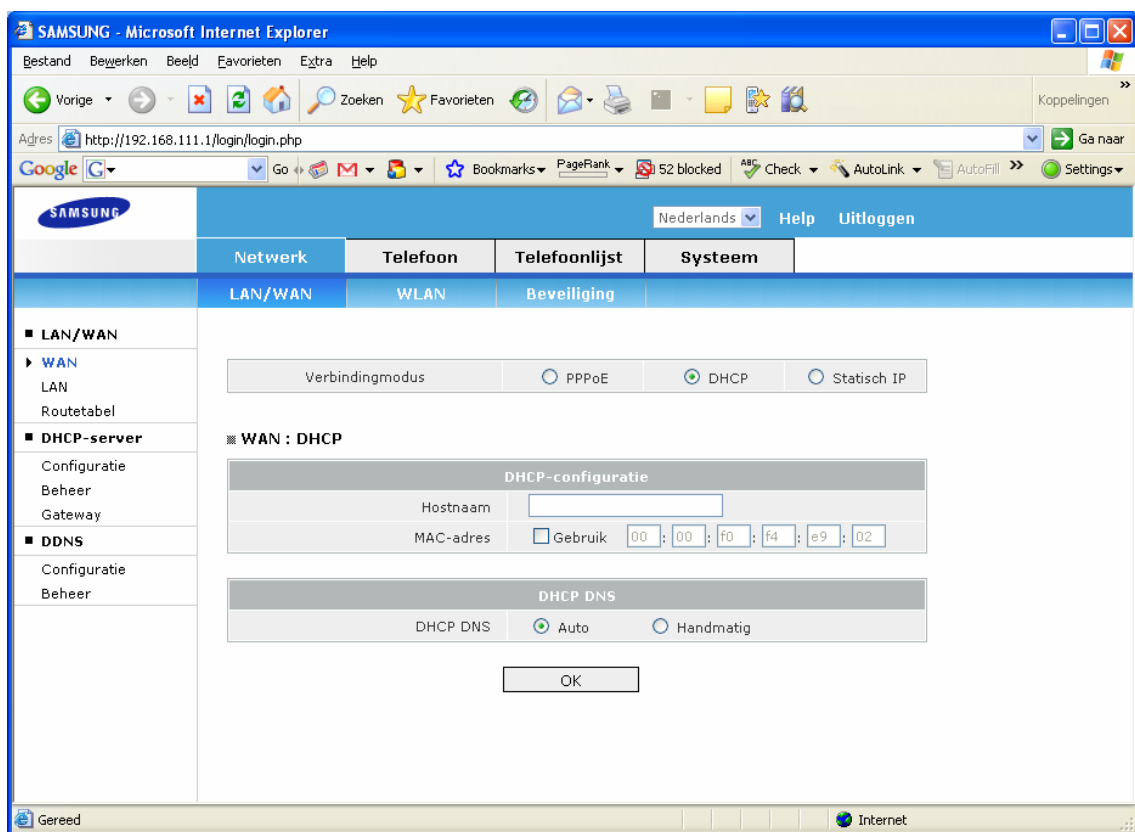 SAMSUNG - Microsoft Internet Explorer
Bestand Bewerken Beeld Favorieten Extra Help
Vorige Zoeken Favorieten Koppelingen »
Adres http://192.168.111.1/login/login.php Ga naar
Google G Go Bookmarks PageRank 52 blocked ABC Check AutoLink AutoFill » Settings
SAMSUNG
Nederlands Help Uitloggen
Netwerk Telefoon Telefoonlijst Systeem
LAN/WAN WLAN Beveiliging
LAN/WAN
WAN
LAN
Routetabel
DHCP-server
Configuratie
Beheer
Gateway
DDNS
Configuratie
Beheer
Verbindingmodus PPPoE DHCP Statisch IP
WAN : DHCP
DHCP-configuratie
Hostnaam
MAC-adres Gebruik 00 : 00 : f0 : f4 : e9 : 02
DHCP DNS
DHCP DNS Auto Handmatig
OK
Gereed Internet